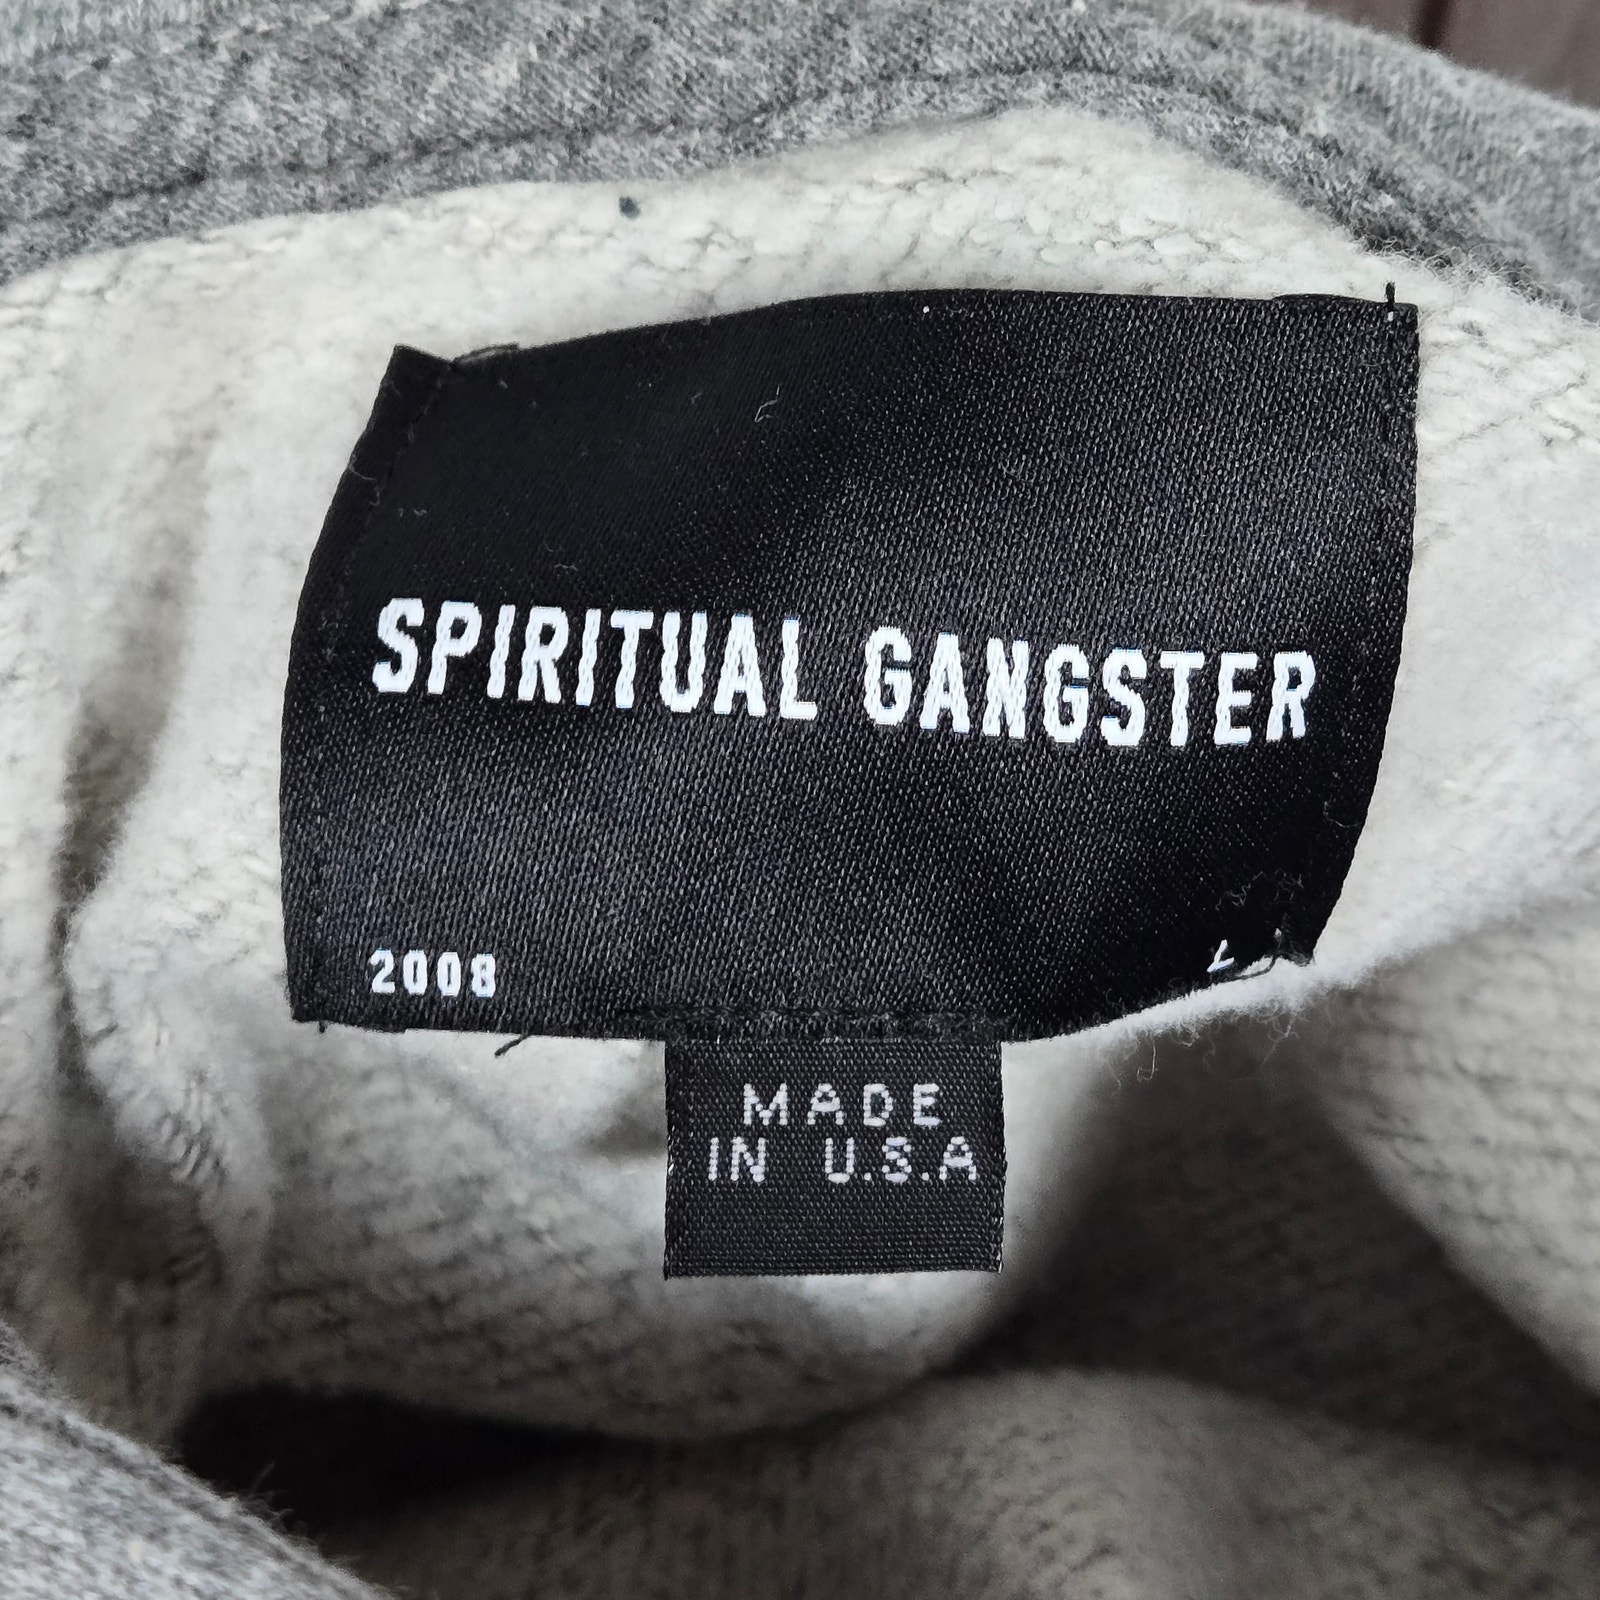 SPIRITUAL GANGSTER
2008
MADE
IN U.S.A